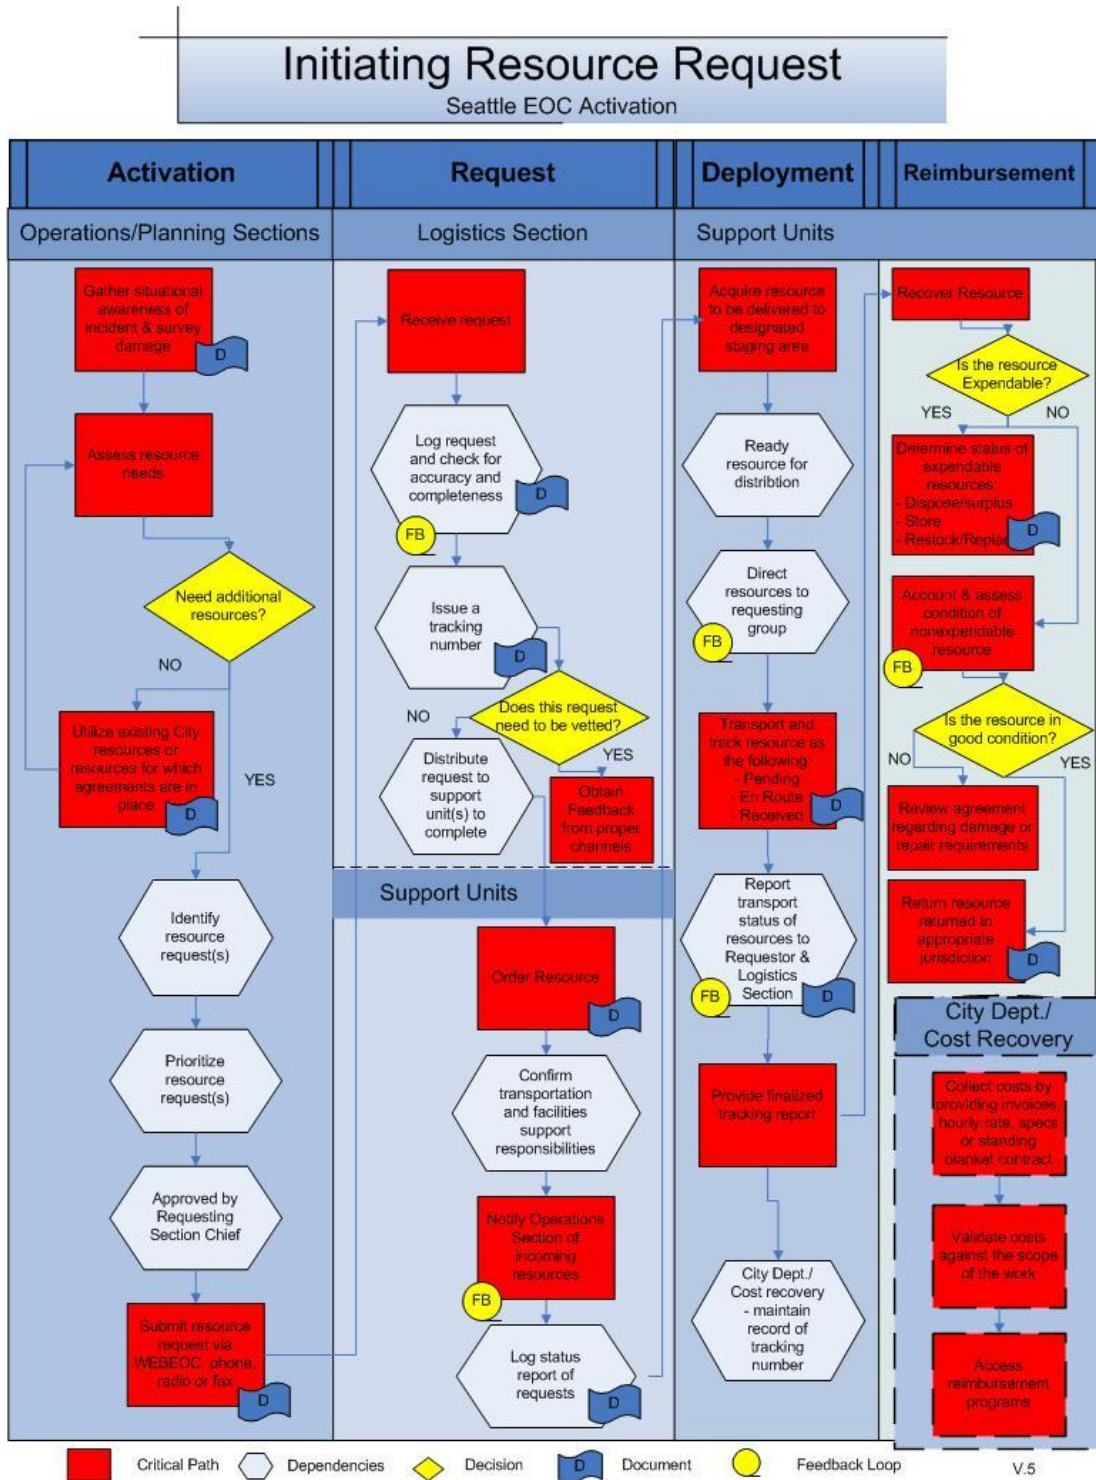 Initiating Resource Request
Seattle EOC Activation
Activation
Operations/Planning Sections
Gather situational
awareness of
incident & survey
damage
D
Assess resource
needs
Need additional
resources?
NO
YES
Utilize existing City
resources or
resources for which
agreements are in
place
D
Identify
resource
request(s)
Prioritize
resource
request(s)
Approved by
Requesting
Section Chief
Submit resource
request via
WEBEOC, phone,
radio or fax
D
Request
Logistics Section
Receive request
Log request
and check for
accuracy and
completeness
D
FB
Issue a
tracking
number
D
Does this request
need to be vetted?
NO
YES
Distribute
request to
support
unit(s) to
complete
Obtain
Feedback
from proper
channels
Support Units
Order Resource
D
Confirm
transportation
and facilities
support
responsibilities
Notify Operations
Section of
incoming
resources
FB
Log status
report of
requests
D
Deployment
Support Units
Acquire resource
to be delivered to
designated
staging area
Ready
resource for
distribtion
Direct
resources to
requesting
group
FB
Transport and
track resource as
the following:
- Pending
- En Route
- Received
D
Report
transport
status of
resources to
Requestor &
Logistics
Section
FB
D
Provide finalized
tracking report
City Dept./
Cost recovery
- maintain
record of
tracking
number
Reimbursement
Recover Resource
Is the resource
Expendable?
YES
NO
Determine status of
expendable
resources:
- Dispose/surplus
- Store
- Restock/Replac
D
Account & assess
condition of
nonexpendable
resource
FB
Is the resource in
good condition?
NO
YES
Review agreement
regarding damage or
repair requirements
Return resource
returned to
appropriate
jurisdiction
D
City Dept./
Cost Recovery
Collect costs by
providing invoices,
hourly rate, specs
or standing
blanket contract
Validate costs
against the scope
of the work
Access
reimbursement
programs
Critical Path
Dependencies
Decision
D
Document
FB
Feedback Loop
V.5